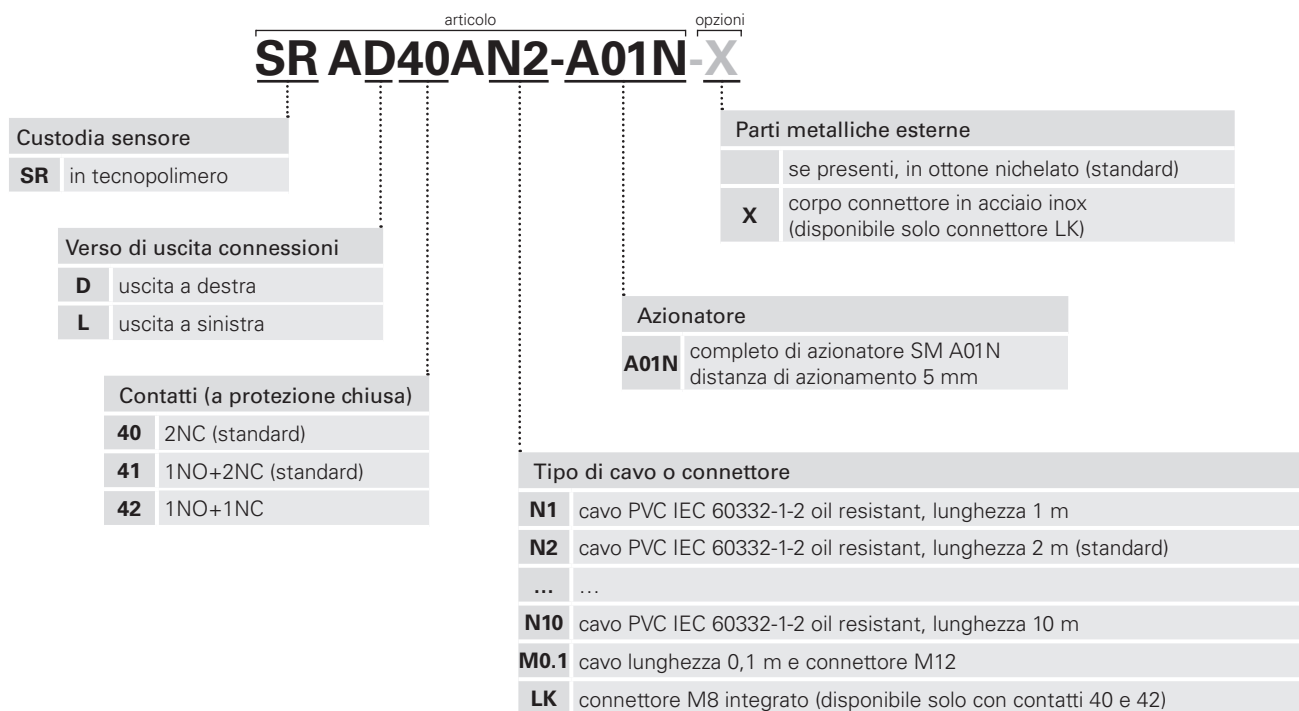 articolo opzioni
SR AD40AN2-A01N-X
Custodia sensore
SR in tecnopolimero
Verso di uscita connessioni
D uscita a destra
L uscita a sinistra
Contatti (a protezione chiusa)
40 2NC (standard)
41 1NO+2NC (standard)
42 1NO+1NC
Parti metalliche esterne
se presenti, in ottone nichelato (standard)
X corpo connettore in acciaio inox
(disponibile solo connettore LK)
Azionatore
A01N completo di azionatore SM A01N
distanza di azionamento 5 mm
Tipo di cavo o connettore
N1 cavo PVC IEC 60332-1-2 oil resistant, lunghezza 1 m
N2 cavo PVC IEC 60332-1-2 oil resistant, lunghezza 2 m (standard)
... ...
N10 cavo PVC IEC 60332-1-2 oil resistant, lunghezza 10 m
M0.1 cavo lunghezza 0,1 m e connettore M12
LK connettore M8 integrato (disponibile solo con contatti 40 e 42)